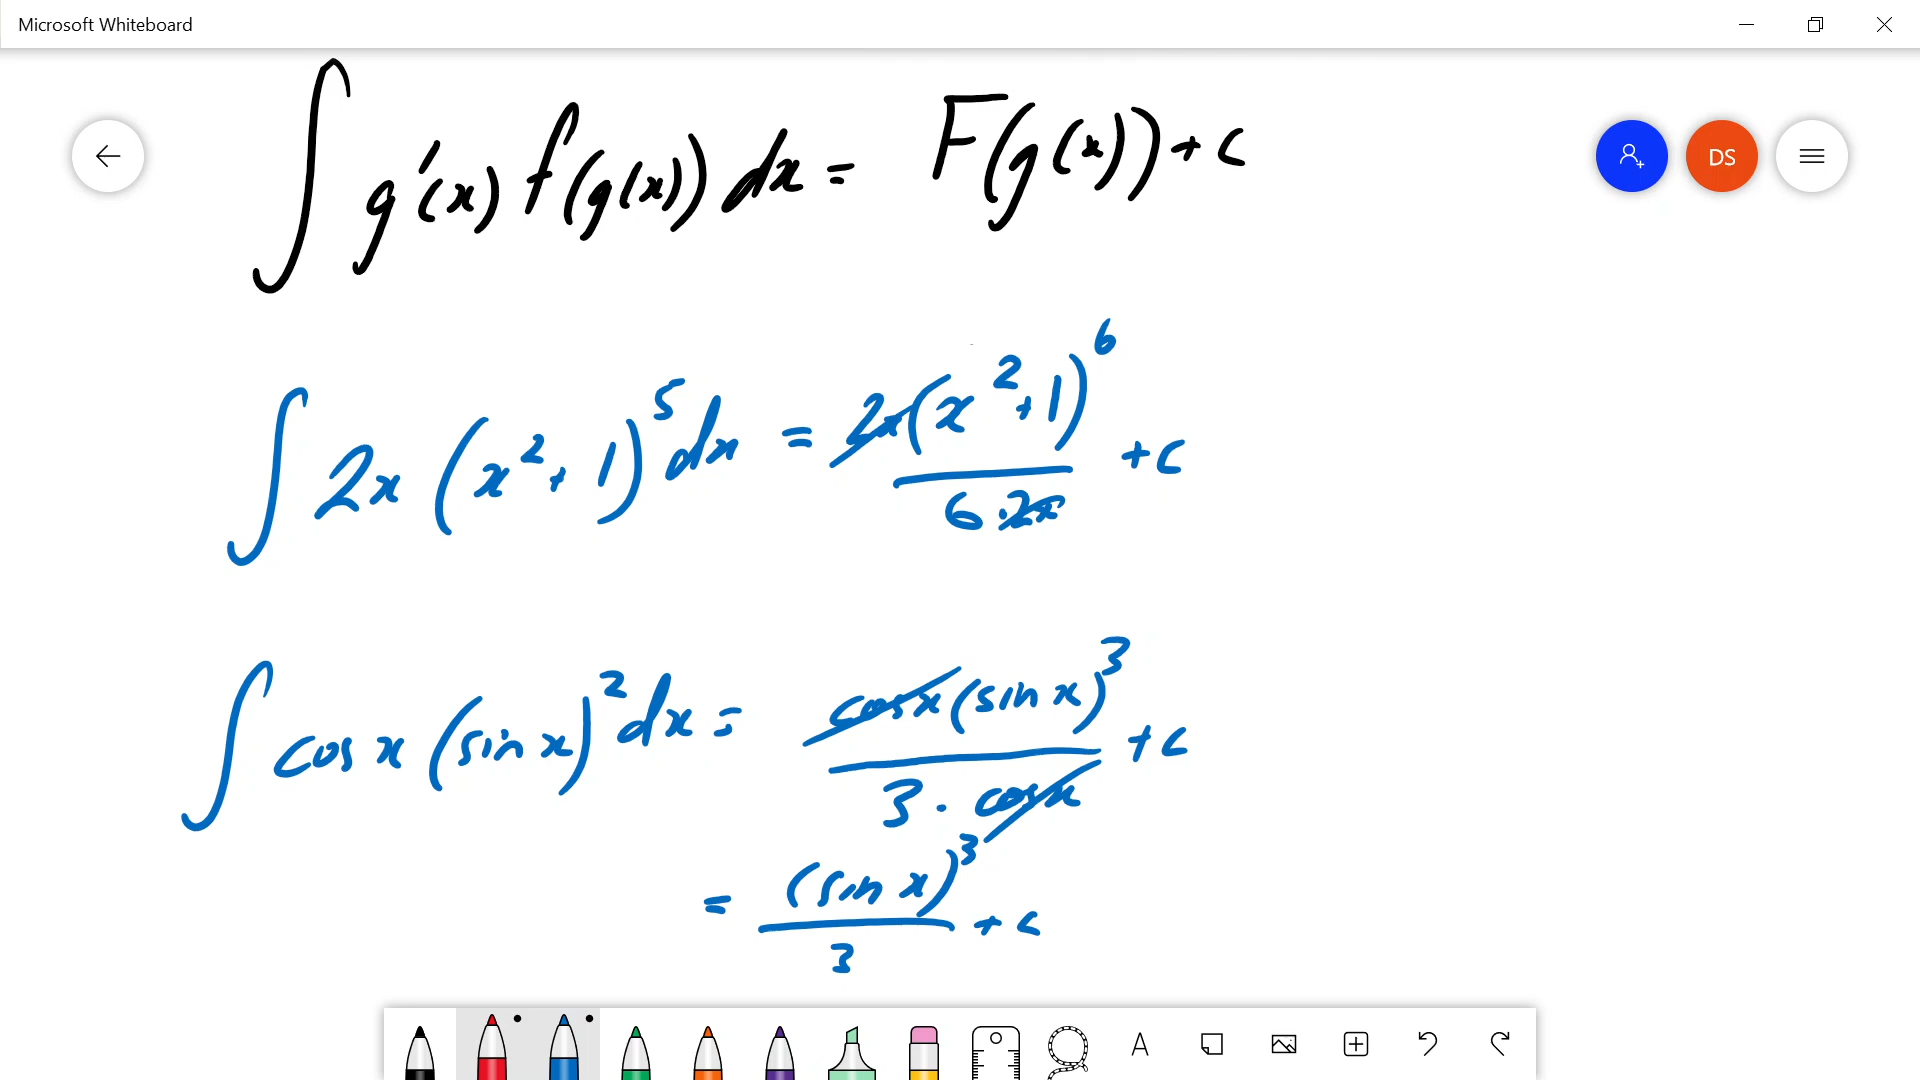 Microsoft Whiteboard
DS
∫ g'(x) f(g(x)) dx = F(g(x)) + c
∫ 2x (x² + 1)⁵ dx = 2x(x² + 1)⁶ / 6 · 2x + c
∫ cos x (sin x)² dx = cos x (sin x)³ / 3 · cos x + c
= (sin x)³ / 3 + c